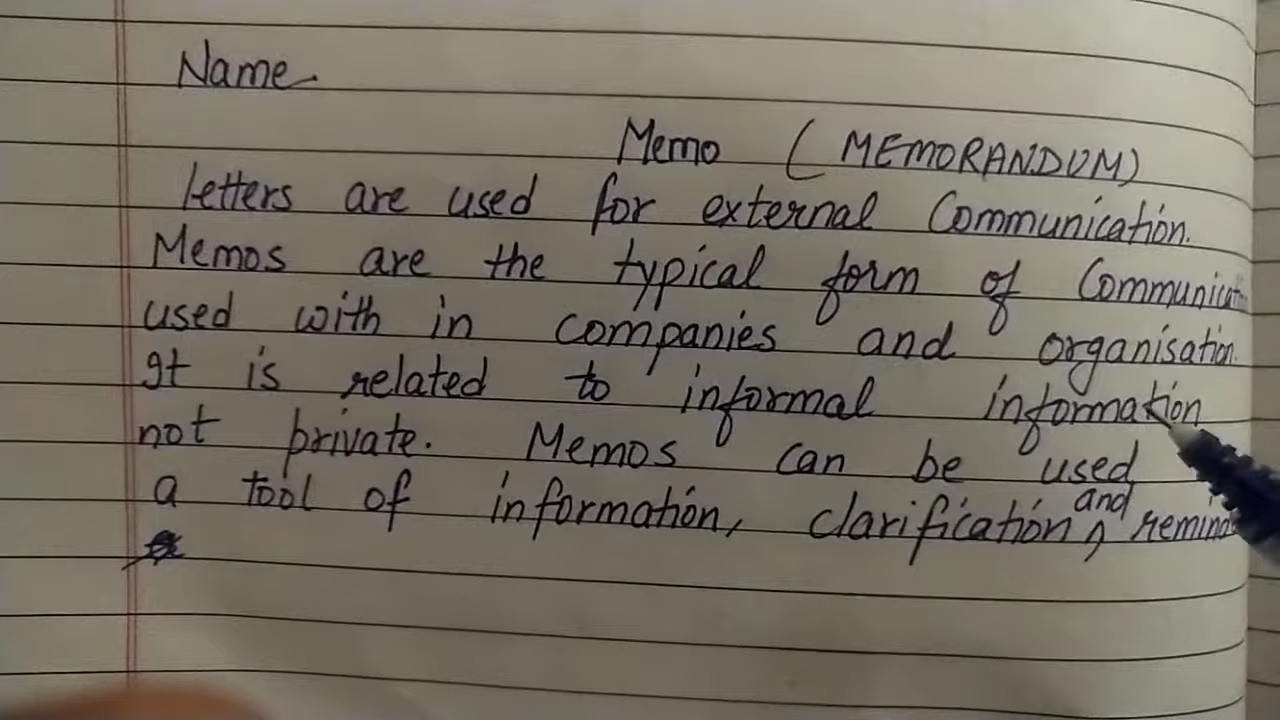 Name.
Memo (MEMORANDUM)
letters are used for external Communication.
Memos are the typical form of Communicati
used with in companies and organisation.
It is related to informal information
not private. Memos can be used
a tool of information, clarification, and remind